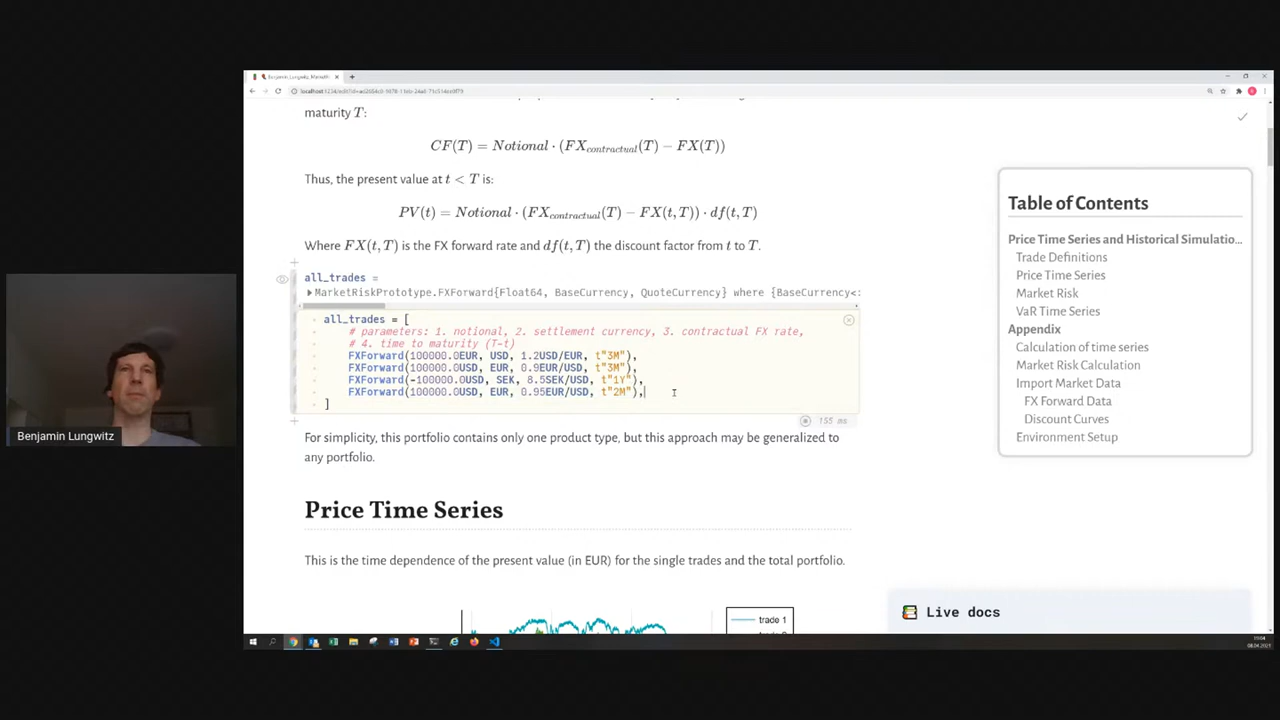 Benjamin Lungwitz
maturity T:
CF(T) = Notional · (FX_contractual(T) − FX(T))
Thus, the present value at t < T is:
PV(t) = Notional · (FX_contractual(T) − FX(t, T)) · df(t, T)
Where FX(t, T) is the FX forward rate and df(t, T) the discount factor from t to T.
all_trades =
▶MarketRiskPrototype.FXForward{Float64, BaseCurrency, QuoteCurrency} where {BaseCurrency<:
all_trades = [
# parameters: 1. notional, 2. settlement currency, 3. contractual FX rate,
# 4. time to maturity (T-t)
FXForward(100000.0EUR, USD, 1.2USD/EUR, t"3M"),
FXForward(100000.0USD, EUR, 0.9EUR/USD, t"3M"),
FXForward(-100000.0USD, SEK, 8.5SEK/USD, t"1Y"),
FXForward(100000.0USD, EUR, 0.95EUR/USD, t"2M"),
]
155 ms
For simplicity, this portfolio contains only one product type, but this approach may be generalized to
any portfolio.
Price Time Series
This is the time dependence of the present value (in EUR) for the single trades and the total portfolio.
trade 1
Table of Contents
Price Time Series and Historical Simulatio...
Trade Definitions
Price Time Series
Market Risk
VaR Time Series
Appendix
Calculation of time series
Market Risk Calculation
Import Market Data
FX Forward Data
Discount Curves
Environment Setup
Live docs
08.04.2021